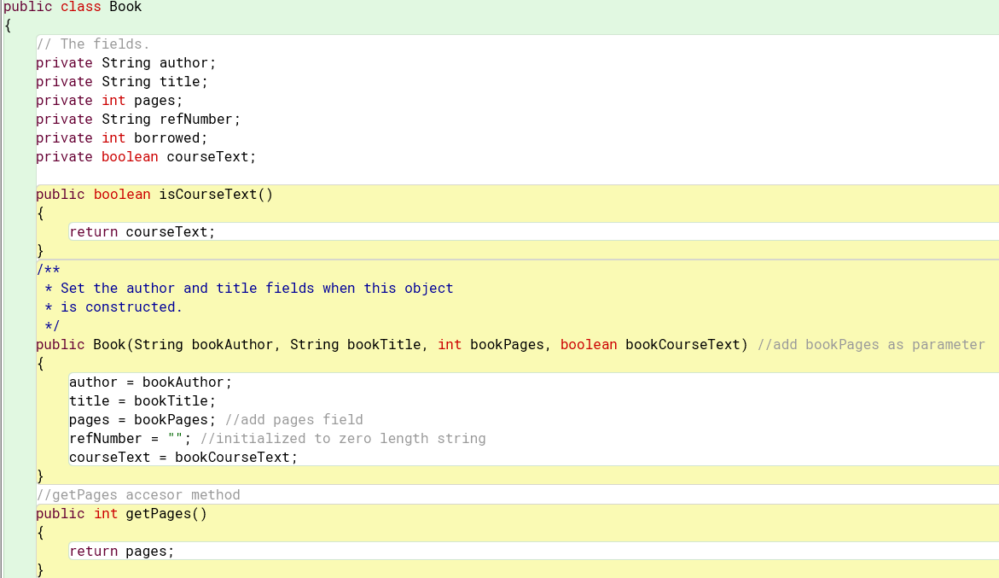 public class Book
{
// The fields.
private String author;
private String title;
private int pages;
private String refNumber;
private int borrowed;
private boolean courseText;
public boolean isCourseText()
{
return courseText;
}
/**
* Set the author and title fields when this object
* is constructed.
*/
public Book(String bookAuthor, String bookTitle, int bookPages, boolean bookCourseText) //add bookPages as parameter
{
author = bookAuthor;
title = bookTitle;
pages = bookPages; //add pages field
refNumber = ""; //initialized to zero length string
courseText = bookCourseText;
}
//getPages accesor method
public int getPages()
{
return pages;
}